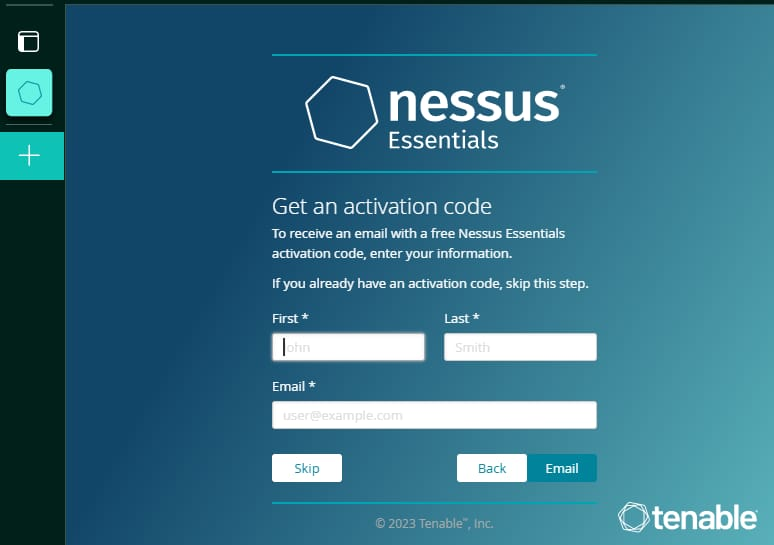 nessus®
Essentials
Get an activation code
To receive an email with a free Nessus Essentials
activation code, enter your information.
If you already have an activation code, skip this step.
First * Last *
John Smith
Email *
user@example.com
Skip Back Email
© 2023 Tenable™, Inc.
tenable®